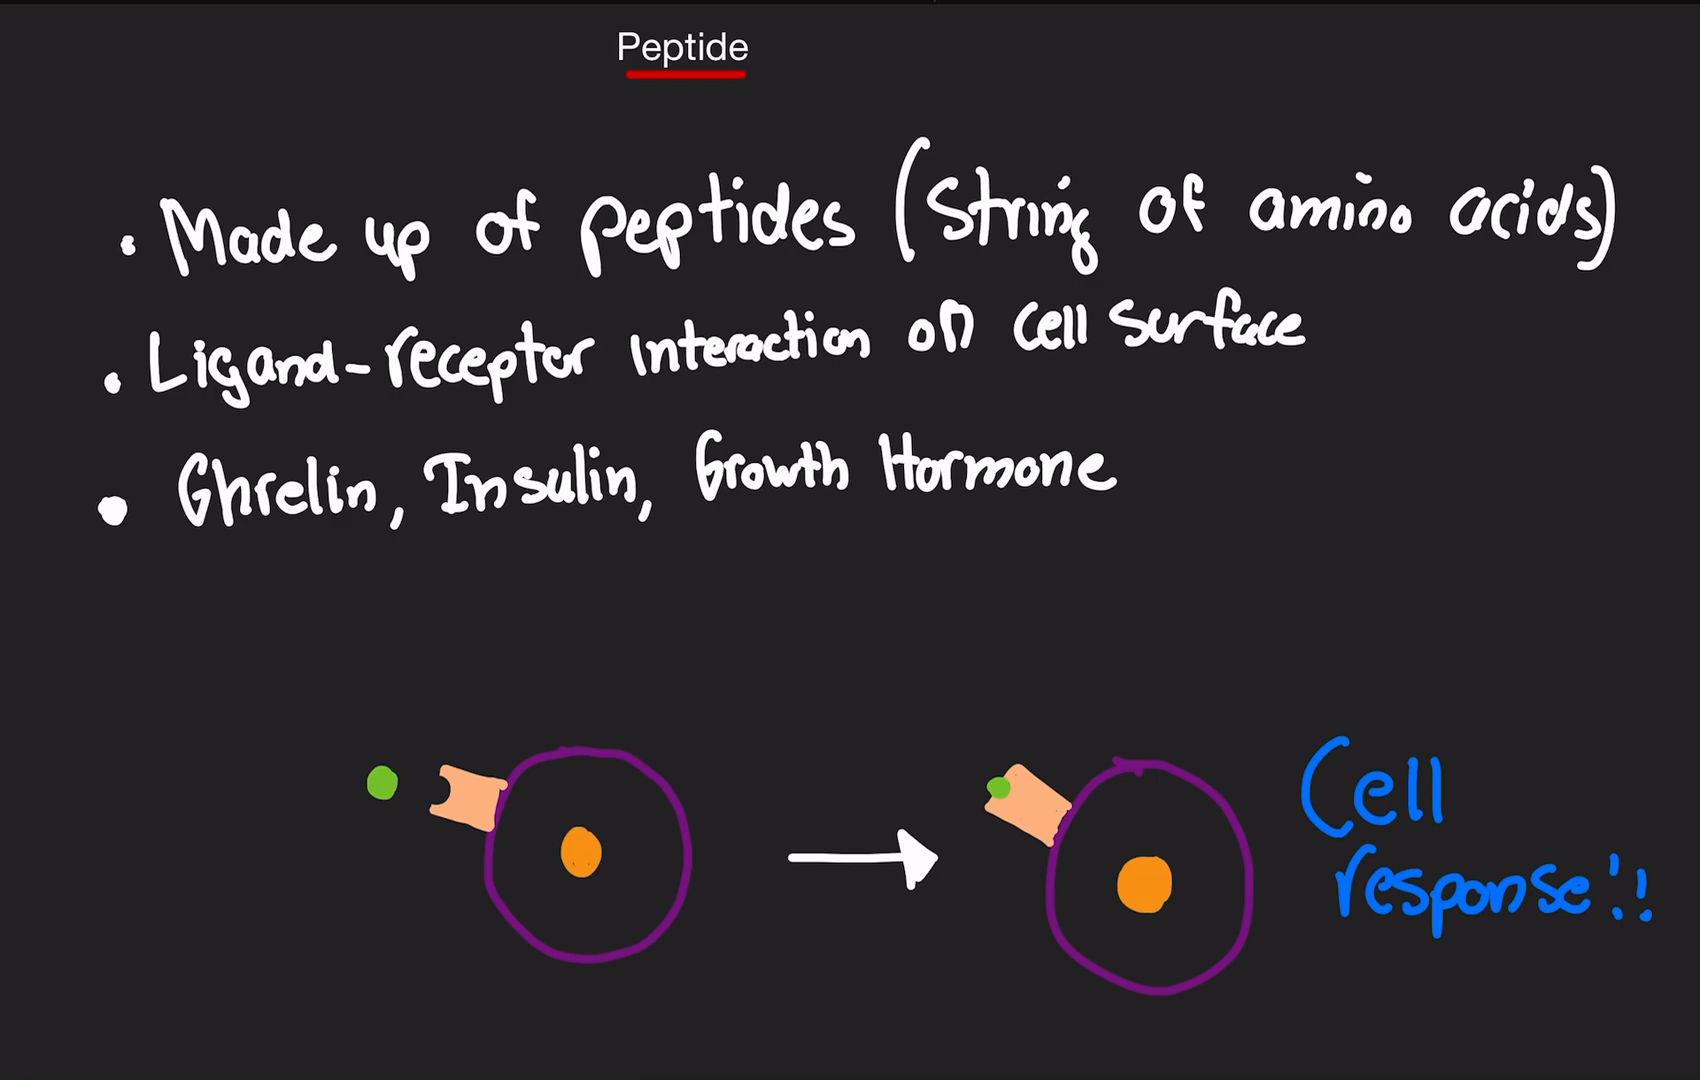 Peptide
• Made up of peptides (String of amino acids)
• Ligand-receptor interaction on cell surface
• Ghrelin, Insulin, Growth Hormone
Cell
response!!